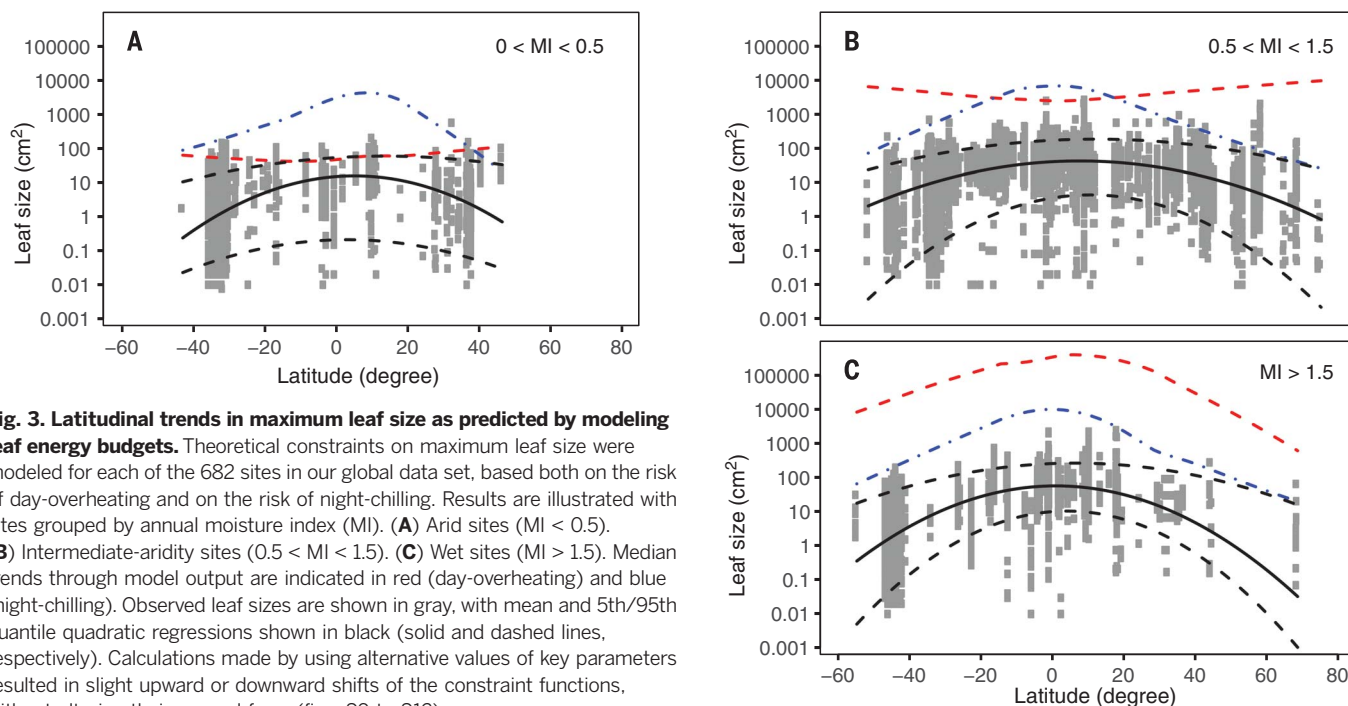 A
0 < MI < 0.5
100000
10000
1000
100
10
1
0.1
0.01
0.001
Leaf size (cm²)
−60 −40 −20 0 20 40 60 80
Latitude (degree)
B
0.5 < MI < 1.5
100000
10000
1000
100
10
1
0.1
0.01
0.001
Leaf size (cm²)
C
MI > 1.5
100000
10000
1000
100
10
1
0.1
0.01
0.001
Leaf size (cm²)
−60 −40 −20 0 20 40 60 80
Latitude (degree)
ig. 3. Latitudinal trends in maximum leaf size as predicted by modeling
eaf energy budgets. Theoretical constraints on maximum leaf size were
modeled for each of the 682 sites in our global data set, based both on the risk
f day-overheating and on the risk of night-chilling. Results are illustrated with
ites grouped by annual moisture index (MI). (A) Arid sites (MI < 0.5).
B) Intermediate-aridity sites (0.5 < MI < 1.5). (C) Wet sites (MI > 1.5). Median
rends through model output are indicated in red (day-overheating) and blue
night-chilling). Observed leaf sizes are shown in gray, with mean and 5th/95th
uantile quadratic regressions shown in black (solid and dashed lines,
espectively). Calculations made by using alternative values of key parameters
esulted in slight upward or downward shifts of the constraint functions,